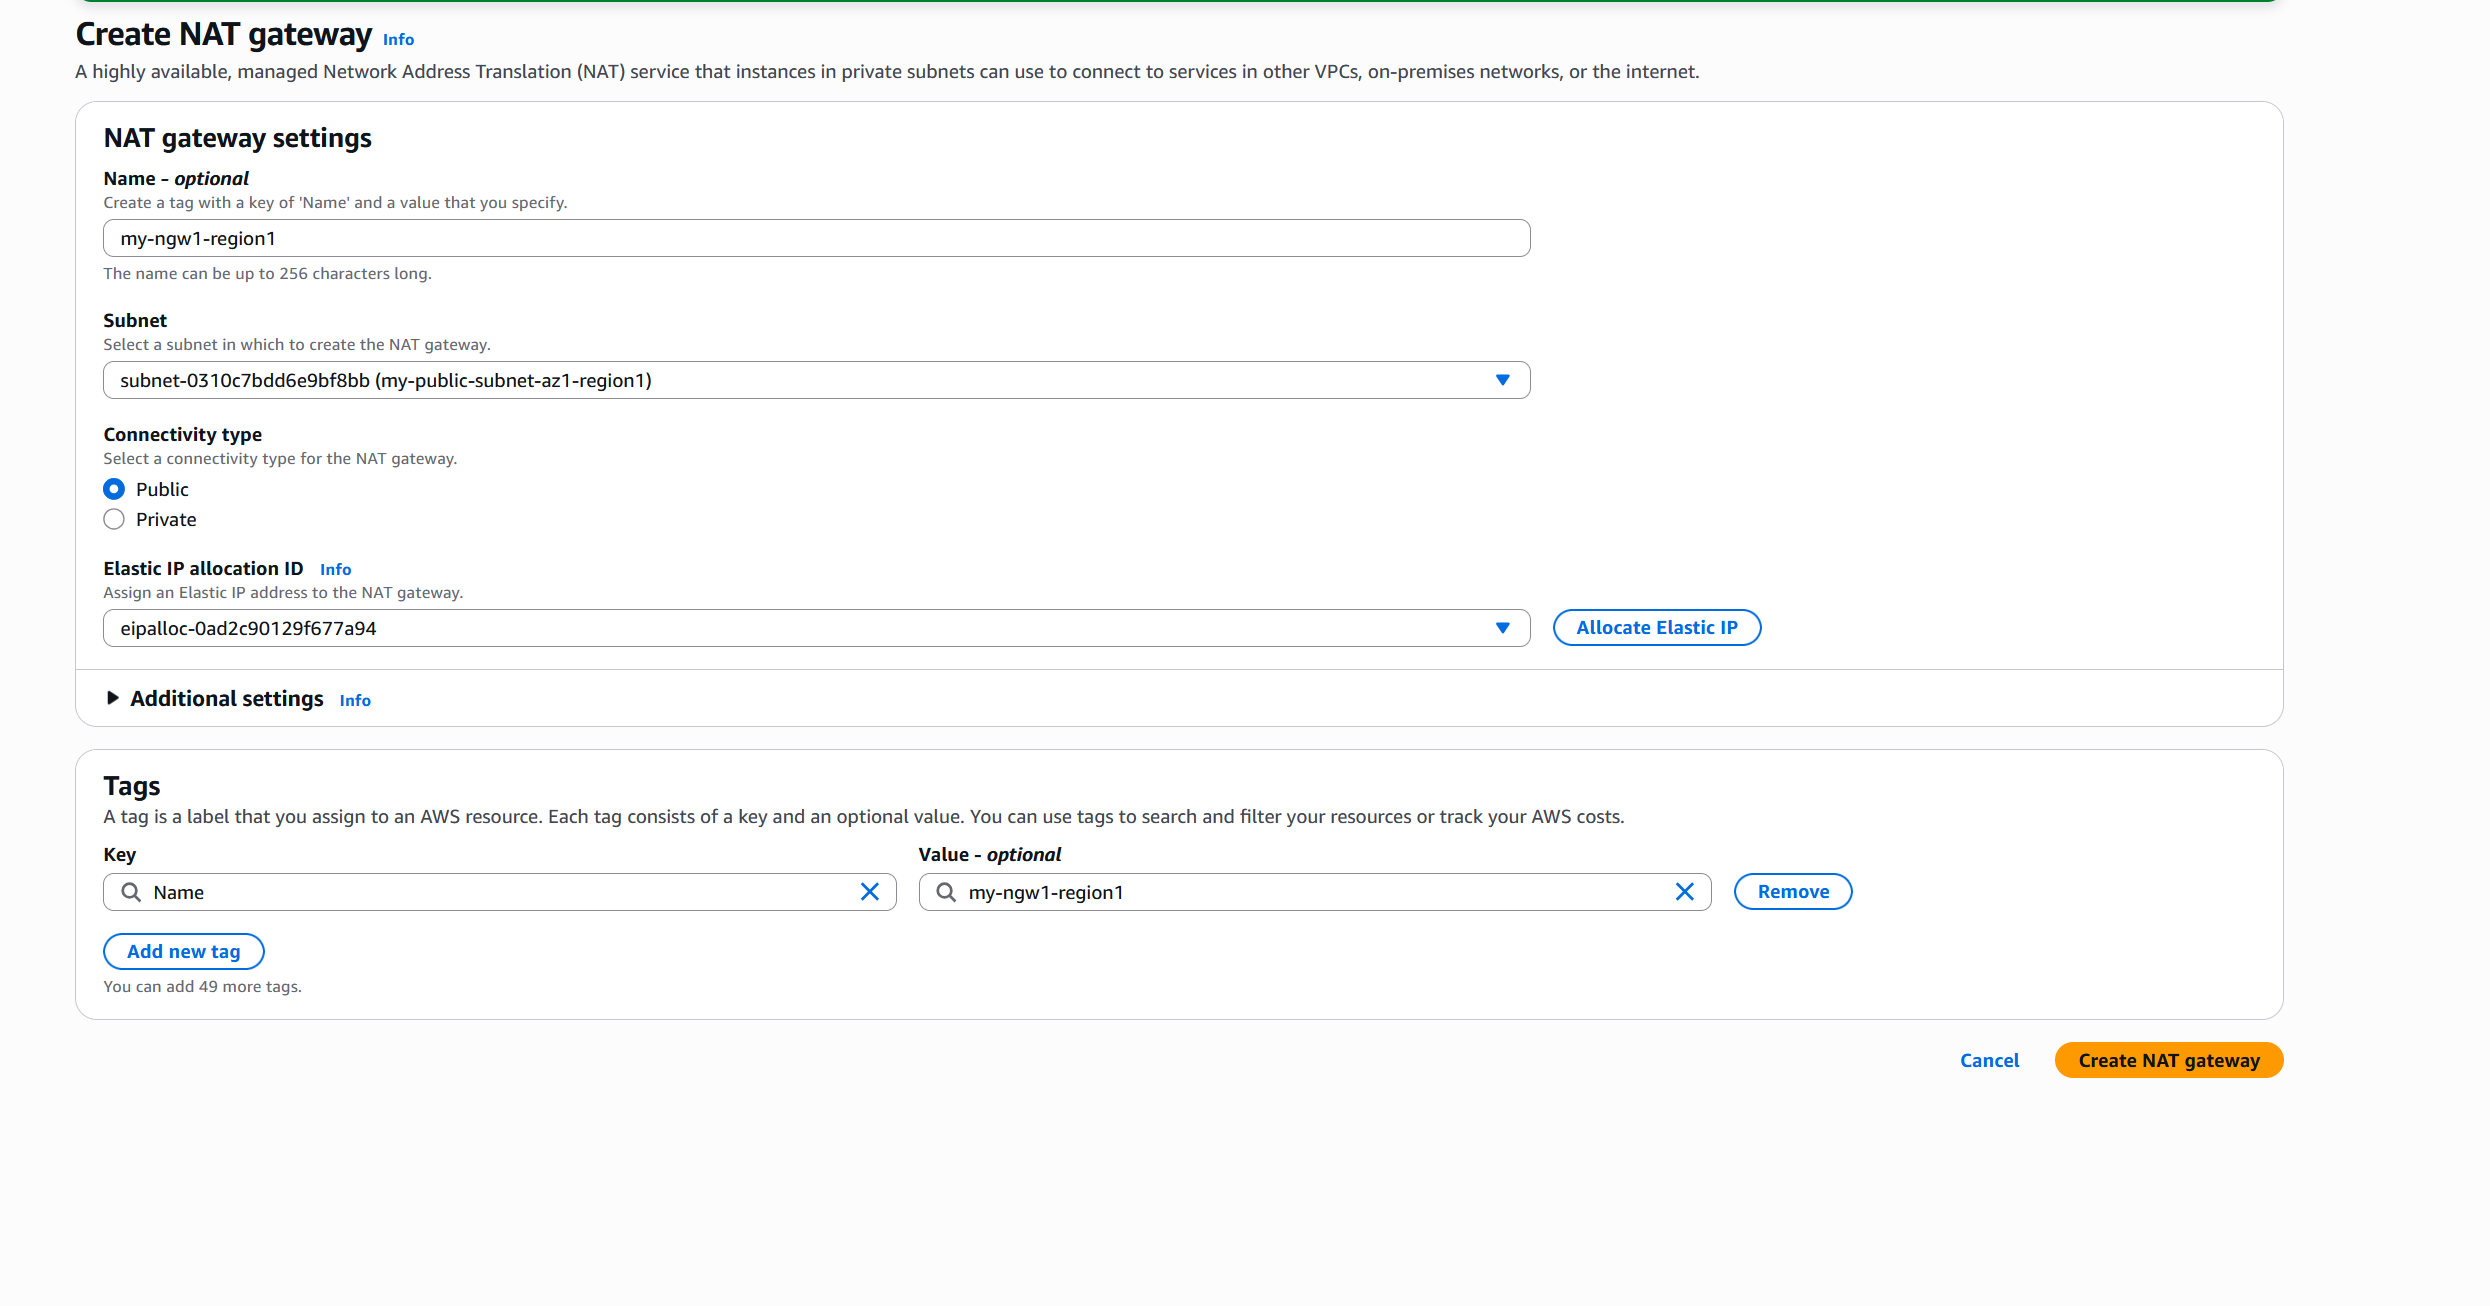 Create NAT gateway Info
A highly available, managed Network Address Translation (NAT) service that instances in private subnets can use to connect to services in other VPCs, on-premises networks, or the internet.
NAT gateway settings
Name - optional
Create a tag with a key of 'Name' and a value that you specify.
my-ngw1-region1
The name can be up to 256 characters long.
Subnet
Select a subnet in which to create the NAT gateway.
subnet-0310c7bdd6e9bf8bb (my-public-subnet-az1-region1)
Connectivity type
Select a connectivity type for the NAT gateway.
Public
Private
Elastic IP allocation ID Info
Assign an Elastic IP address to the NAT gateway.
eipalloc-0ad2c90129f677a94 Allocate Elastic IP
Additional settings Info
Tags
A tag is a label that you assign to an AWS resource. Each tag consists of a key and an optional value. You can use tags to search and filter your resources or track your AWS costs.
Key Value - optional
Name my-ngw1-region1 Remove
Add new tag
You can add 49 more tags.
Cancel Create NAT gateway